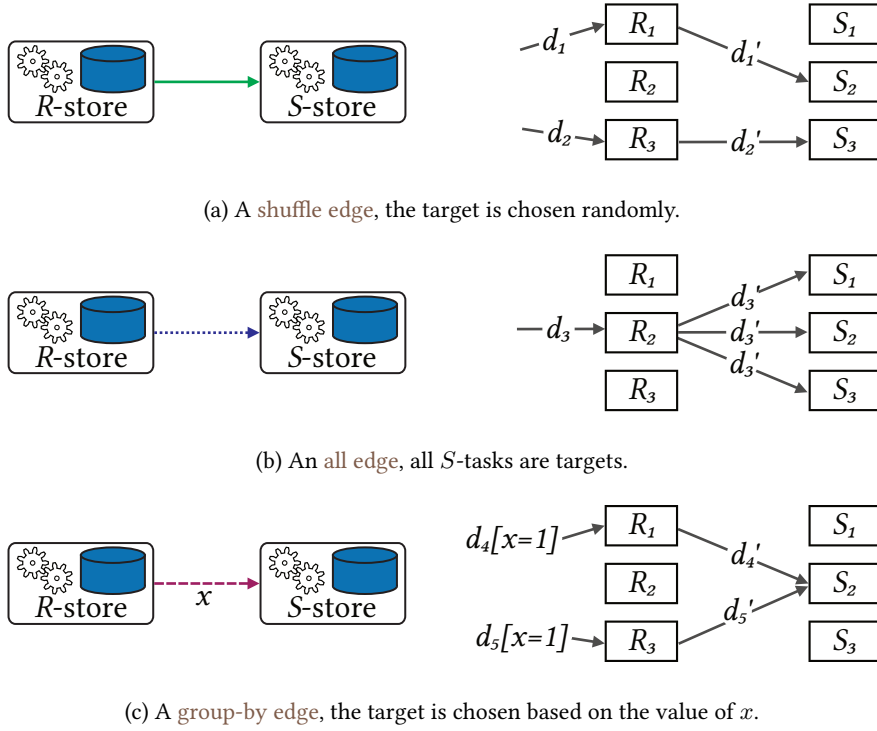 R-store
S-store
d₁
R₁
d₁'
S₁
R₂
S₂
d₂
R₃
d₂'
S₃
(a) A shuffle edge, the target is chosen randomly.
R-store
S-store
R₁
S₁
d₃'
d₃
R₂
d₃'
S₂
d₃'
R₃
S₃
(b) An all edge, all S-tasks are targets.
R-store
x
S-store
d₄[x=1]
R₁
d₄'
S₁
R₂
S₂
d₅[x=1]
R₃
d₅'
S₃
(c) A group-by edge, the target is chosen based on the value of x.